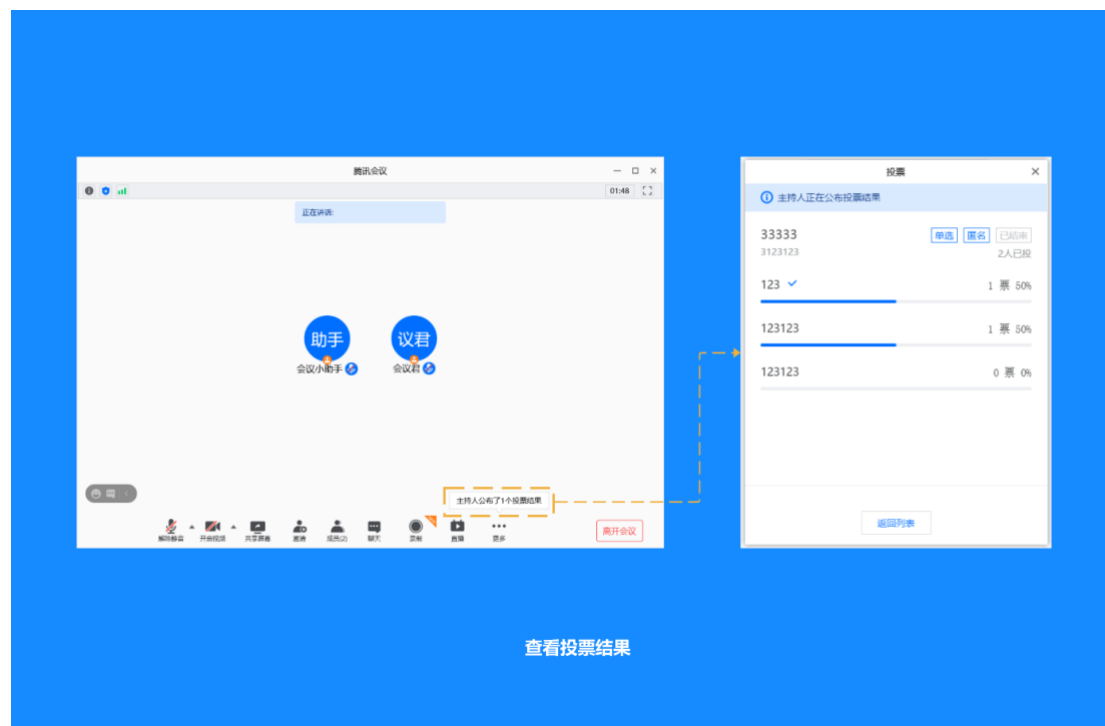 腾讯会议
01:48
正在讲话:
助手
议君
会议小助手
会议君
主持人公布了1个投票结果
解除静音
开启视频
共享屏幕
邀请
成员(2)
聊天
录制
直播
更多
离开会议
投票
主持人正在公布投票结果
33333 单选 匿名 已结束
3123123 2人已投
123 1 票 50%
123123 1 票 50%
123123 0 票 0%
返回列表
查看投票结果